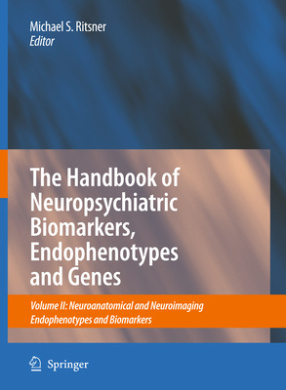 Michael S. Ritsner
Editor
The Handbook of
Neuropsychiatric
Biomarkers,
Endophenotypes
and Genes
Volume II: Neuroanatomical and Neuroimaging
Endophenotypes and Biomarkers
Springer